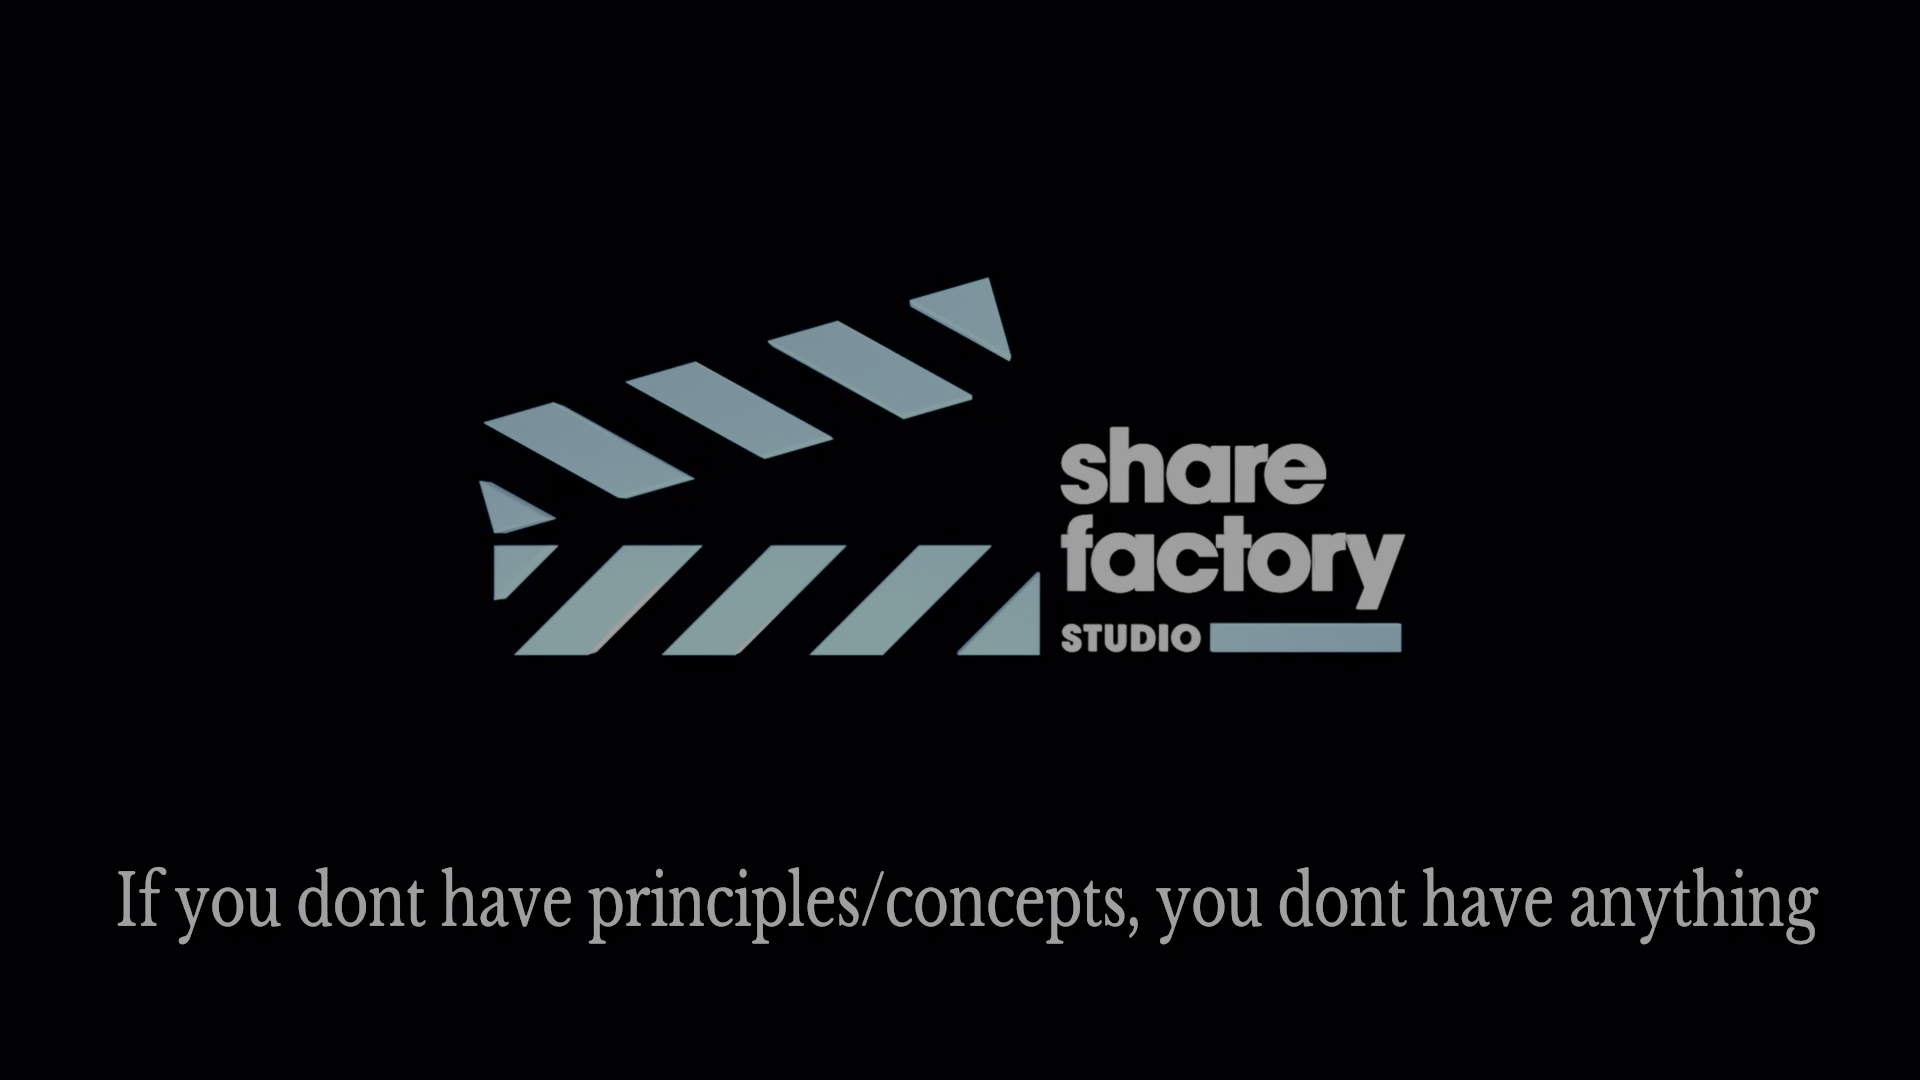 share
factory
STUDIO
If you dont have principles/concepts, you dont have anything